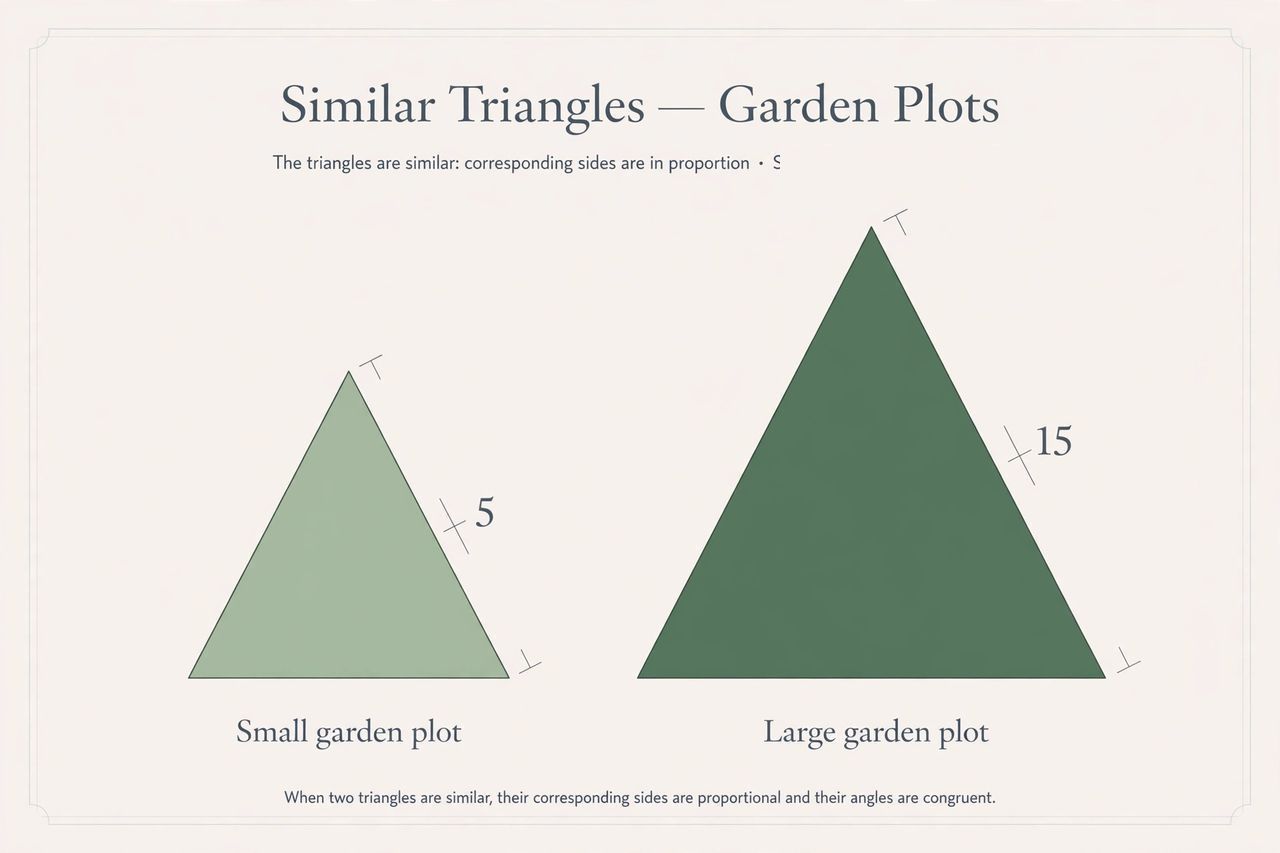 Similar Triangles — Garden Plots
The triangles are similar: corresponding sides are in proportion •
5
15
Small garden plot
Large garden plot
When two triangles are similar, their corresponding sides are proportional and their angles are congruent.